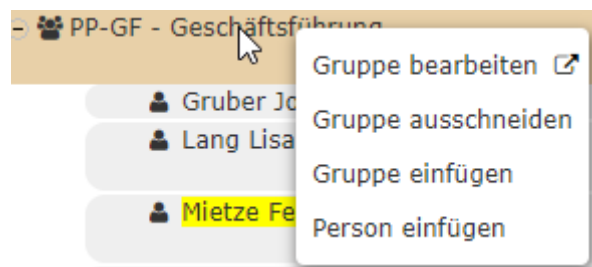 PP-GF - Geschäftsführung
Gruppe bearbeiten
Gruber Jo
Gruppe ausschneiden
Lang Lisa
Gruppe einfügen
Mietze Fe
Person einfügen